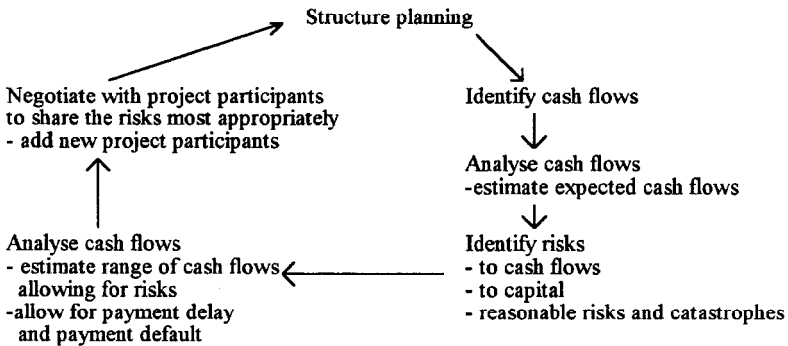 Structure planning
Identify cash flows
Analyse cash flows
-estimate expected cash flows
Identify risks
- to cash flows
- to capital
- reasonable risks and catastrophes
Analyse cash flows
- estimate range of cash flows
allowing for risks
-allow for payment delay
and payment default
Negotiate with project participants
to share the risks most appropriately
- add new project participants